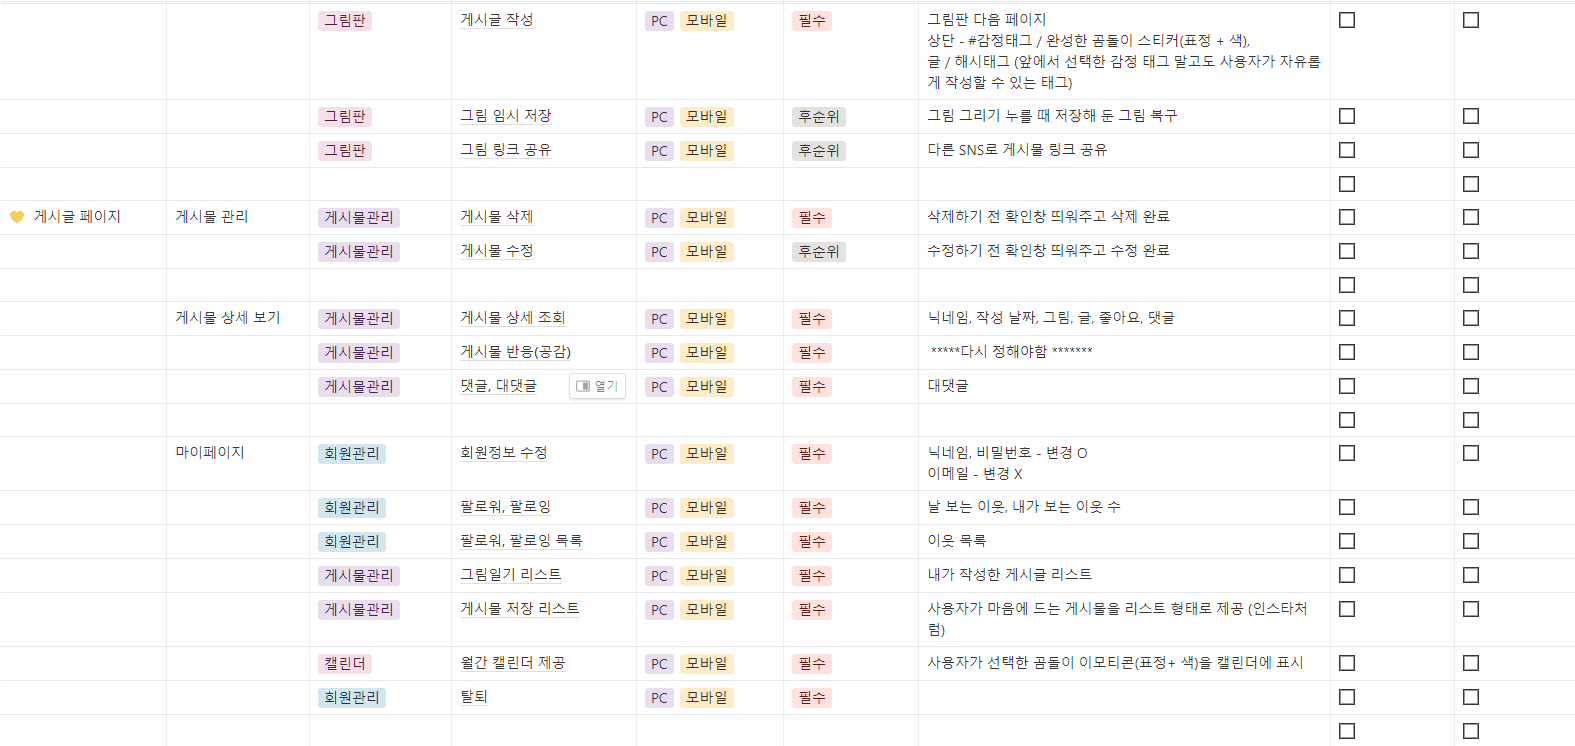 그림판 게시글 작성 PC 모바일 필수 그림판 다음 페이지
상단 - #감정태그 / 완성한 곰돌이 스티커(표정 + 색),
글 / 해시태그 (앞에서 선택한 감정 태그 말고도 사용자가 자유롭
게 작성할 수 있는 태그)
그림판 그림 임시 저장 PC 모바일 후순위 그림 그리기 누를 때 저장해 둔 그림 복구
그림판 그림 링크 공유 PC 모바일 후순위 다른 SNS로 게시물 링크 공유
게시글 페이지 게시물 관리 게시물관리 게시물 삭제 PC 모바일 필수 삭제하기 전 확인창 띄워주고 삭제 완료
게시물관리 게시물 수정 PC 모바일 후순위 수정하기 전 확인창 띄워주고 수정 완료
게시물 상세 보기 게시물관리 게시물 상세 조회 PC 모바일 필수 닉네임, 작성 날짜, 그림, 글, 좋아요, 댓글
게시물관리 게시물 반응(공감) PC 모바일 필수 *****다시 정해야함 *******
게시물관리 댓글, 대댓글 열기 PC 모바일 필수 대댓글
마이페이지 회원관리 회원정보 수정 PC 모바일 필수 닉네임, 비밀번호 - 변경 O
이메일 - 변경 X
회원관리 팔로워, 팔로잉 PC 모바일 필수 날 보는 이웃, 내가 보는 이웃 수
회원관리 팔로워, 팔로잉 목록 PC 모바일 필수 이웃 목록
게시물관리 그림일기 리스트 PC 모바일 필수 내가 작성한 게시글 리스트
게시물관리 게시물 저장 리스트 PC 모바일 필수 사용자가 마음에 드는 게시물을 리스트 형태로 제공 (인스타처
럼)
캘린더 월간 캘린더 제공 PC 모바일 필수 사용자가 선택한 곰돌이 이모티콘(표정+ 색)을 캘린더에 표시
회원관리 탈퇴 PC 모바일 필수